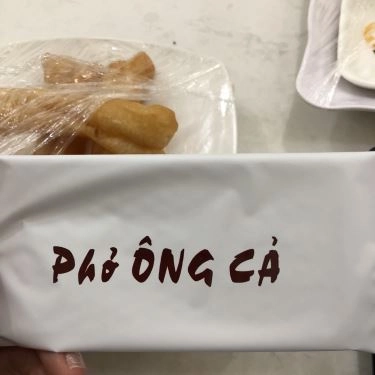 Phở ÔNG CẢ